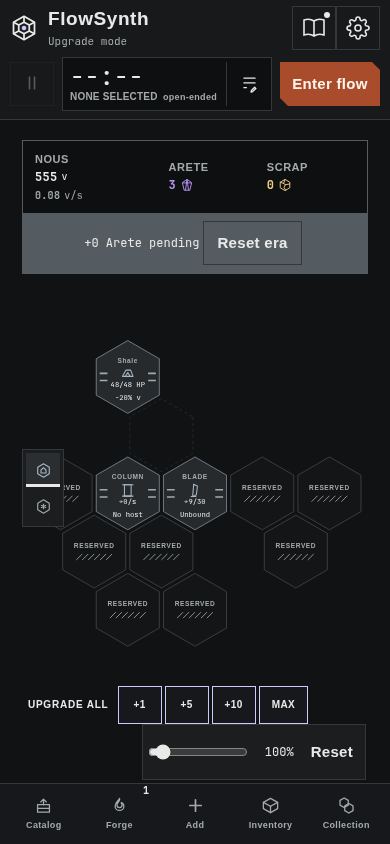 FlowSynth
Upgrade mode
--:--
NONE SELECTED open-ended
Enter flow
NOUS
555 v
0.08 v/s
ARETE
3
SCRAP
0
+0 Arete pending
Reset era
Shale
48/48 HP
-20% v
COLUMN
+0/s
No host
BLADE
+9/30
Unbound
RESERVED
RESERVED
RESERVED
RESERVED
RESERVED
RESERVED
RESERVED
UPGRADE ALL
+1
+5
+10
MAX
100%
Reset
1
Catalog
Forge
Add
Inventory
Collection